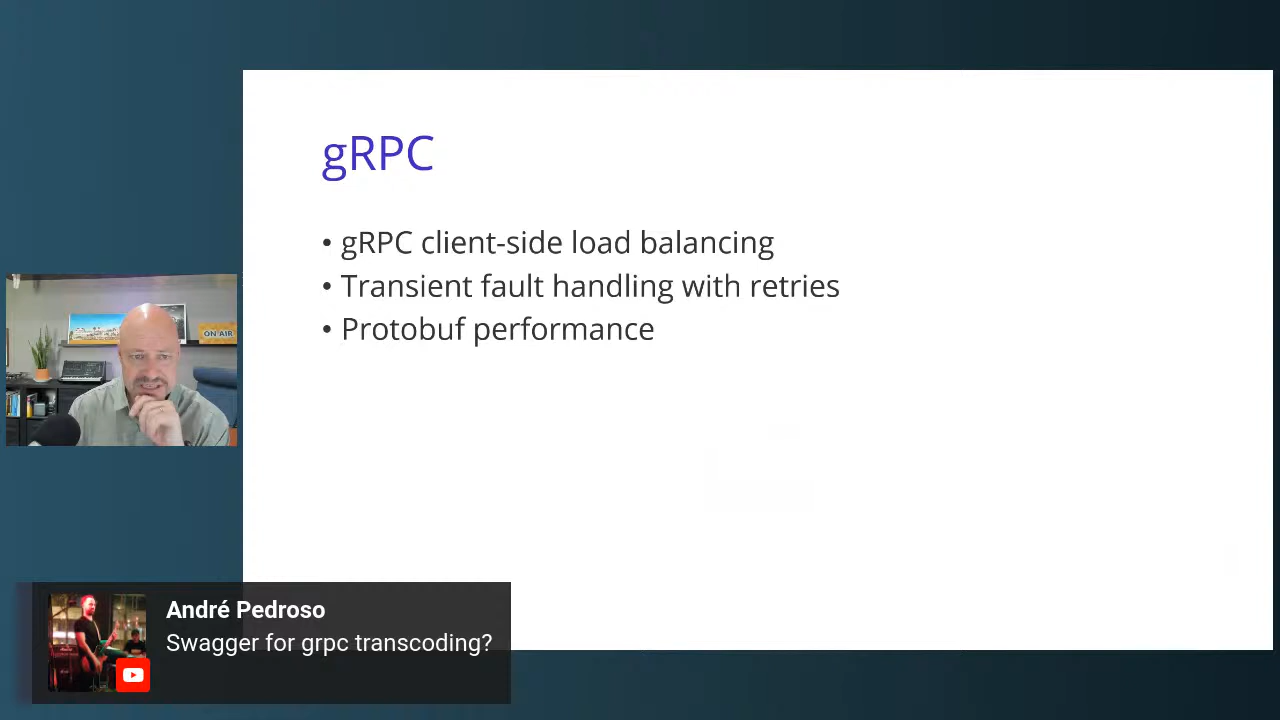 gRPC
• gRPC client-side load balancing
• Transient fault handling with retries
• Protobuf performance
ON AIR
André Pedroso
Swagger for grpc transcoding?